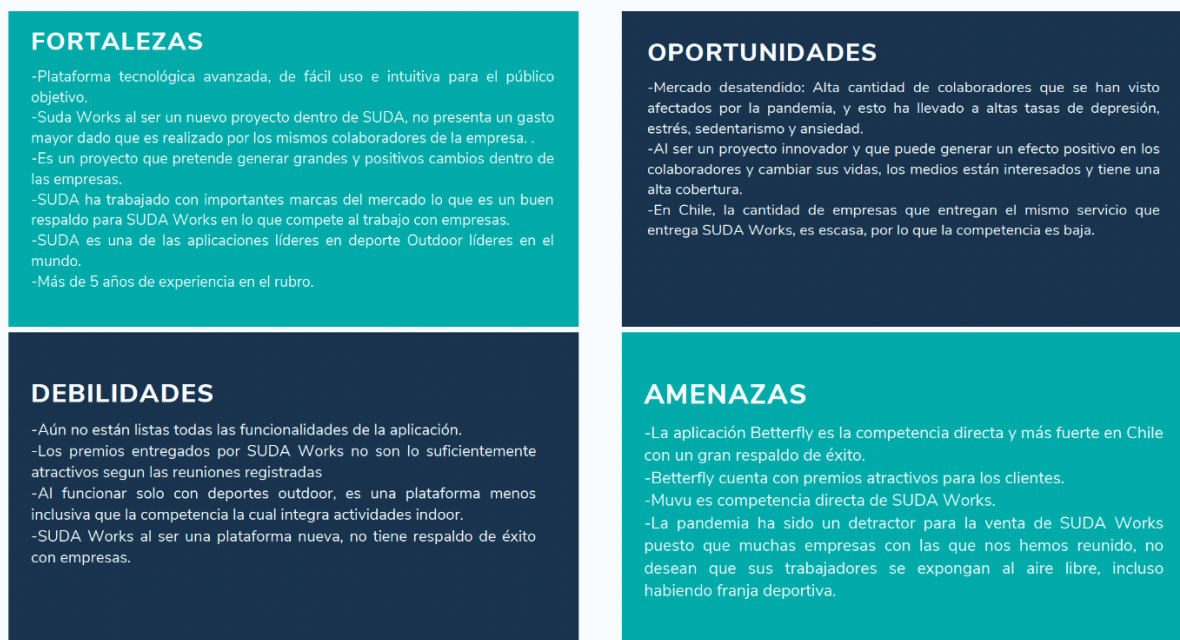 FORTALEZAS
-Plataforma tecnológica avanzada, de fácil uso e intuitiva para el público
objetivo.
-Suda Works al ser un nuevo proyecto dentro de SUDA, no presenta un gasto
mayor dado que es realizado por los mismos colaboradores de la empresa. .
-Es un proyecto que pretende generar grandes y positivos cambios dentro de
las empresas.
-SUDA ha trabajado con importantes marcas del mercado lo que es un buen
respaldo para SUDA Works en lo que compete al trabajo con empresas.
-SUDA es una de las aplicaciones líderes en deporte Outdoor líderes en el
mundo.
-Más de 5 años de experiencia en el rubro.
OPORTUNIDADES
-Mercado desatendido: Alta cantidad de colaboradores que se han visto
afectados por la pandemia, y esto ha llevado a altas tasas de depresión,
estrés, sedentarismo y ansiedad.
-Al ser un proyecto innovador y que puede generar un efecto positivo en los
colaboradores y cambiar sus vidas, los medios están interesados y tiene una
alta cobertura.
-En Chile, la cantidad de empresas que entregan el mismo servicio que
entrega SUDA Works, es escasa, por lo que la competencia es baja.
DEBILIDADES
-Aún no están listas todas las funcionalidades de la aplicación.
-Los premios entregados por SUDA Works no son lo suficientemente
atractivos segun las reuniones registradas
-Al funcionar solo con deportes outdoor, es una plataforma menos
inclusiva que la competencia la cual integra actividades indoor.
-SUDA Works al ser una plataforma nueva, no tiene respaldo de éxito
con empresas.
AMENAZAS
-La aplicación Betterfly es la competencia directa y más fuerte en Chile
con un gran respaldo de éxito.
-Betterfly cuenta con premios atractivos para los clientes.
-Muvu es competencia directa de SUDA Works.
-La pandemia ha sido un detractor para la venta de SUDA Works
puesto que muchas empresas con las que nos hemos reunido, no
desean que sus trabajadores se expongan al aire libre, incluso
habiendo franja deportiva.